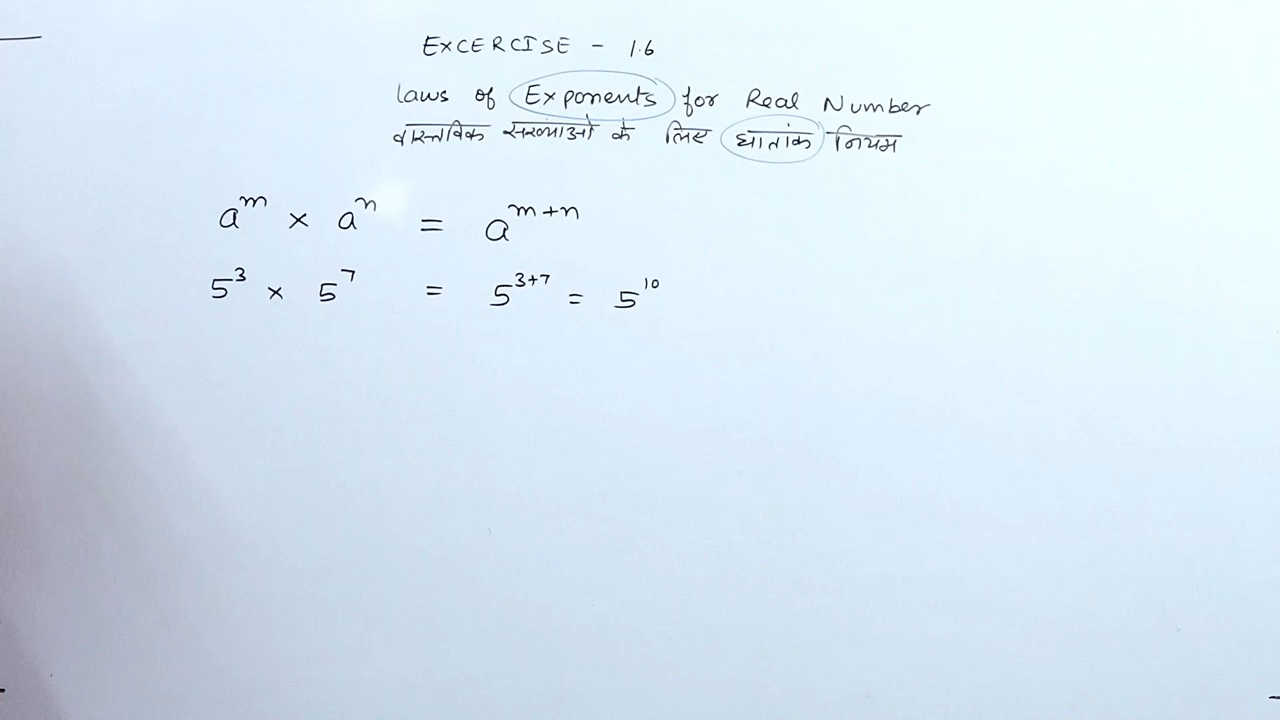 EXCERCISE - 1.6
Laws of Exponents for Real Number
वास्तविक संख्याओ के लिए घातांक नियम
a^m × a^n = a^{m+n}
5^3 × 5^7 = 5^{3+7} = 5^{10}